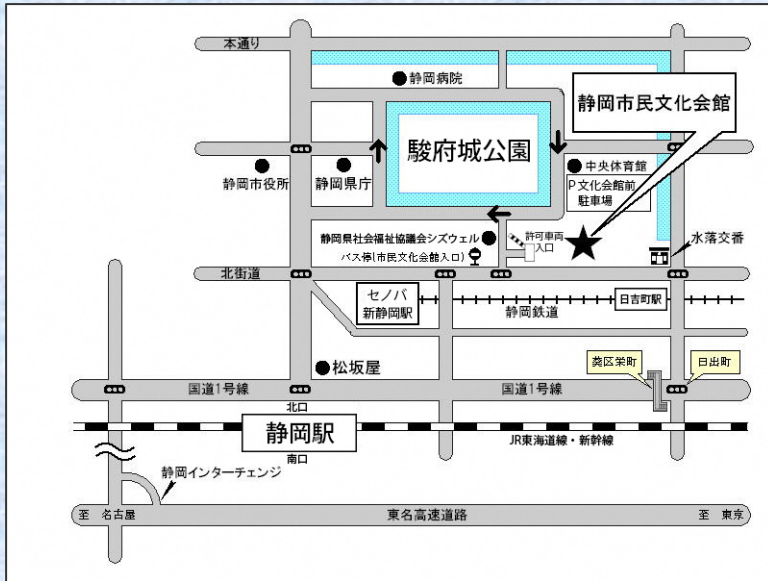 本通り
静岡病院
静岡市民文化会館
駿府城公園
中央体育館
P文化会館前
駐車場
静岡市役所
静岡県庁
静岡県社会福祉協議会シズウェル
許可車両
入口
バス停(市民文化会館入口)
水落交番
北街道
セノバ
新静岡駅
日吉町駅
静岡鉄道
葵区栄町
日出町
松坂屋
国道1号線
国道1号線
北口
静岡駅
南口
JR東海道線・新幹線
静岡インターチェンジ
至 名古屋
東名高速道路
至 東京